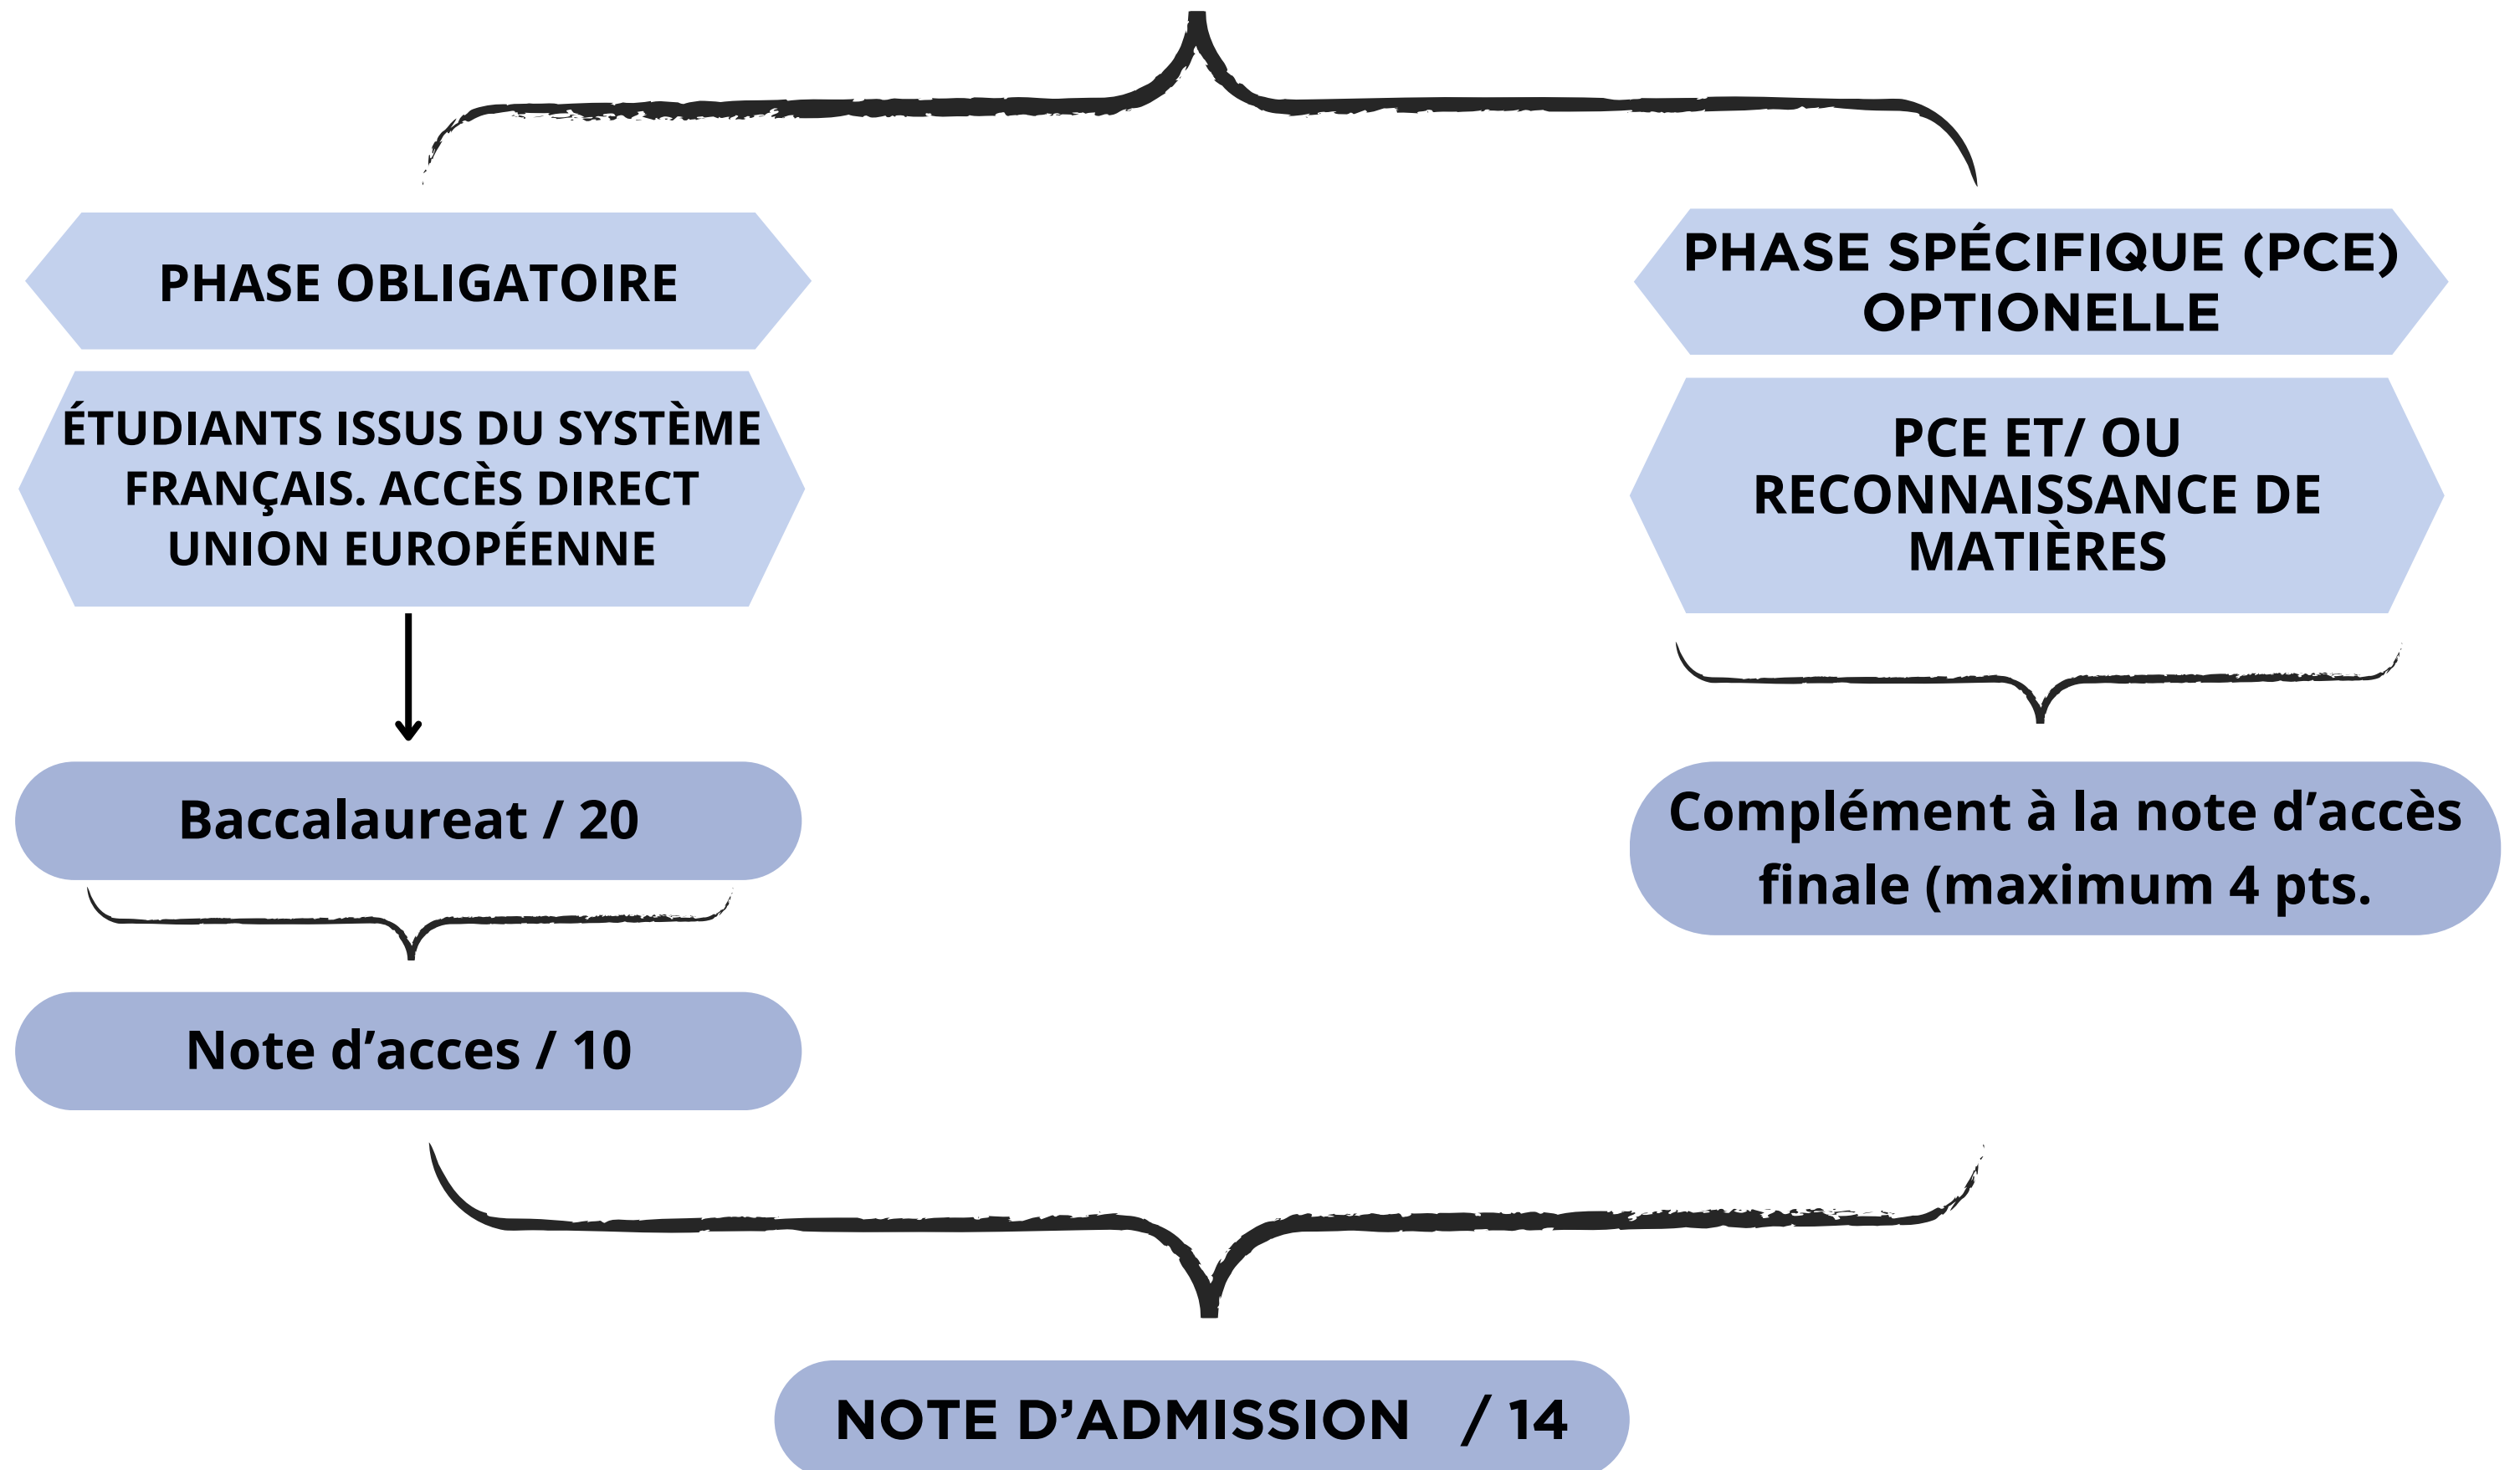 PHASE OBLIGATOIRE
ÉTUDIANTS ISSUS DU SYSTÈME
FRANÇAIS. ACCÈS DIRECT
UNION EUROPÉENNE
Baccalaureat / 20
Note d’acces / 10
PHASE SPÉCIFIQUE (PCE)
OPTIONELLE
PCE ET/ OU
RECONNAISSANCE DE
MATIÈRES
Complément à la note d’accès
finale (maximum 4 pts.
NOTE D’ADMISSION / 14